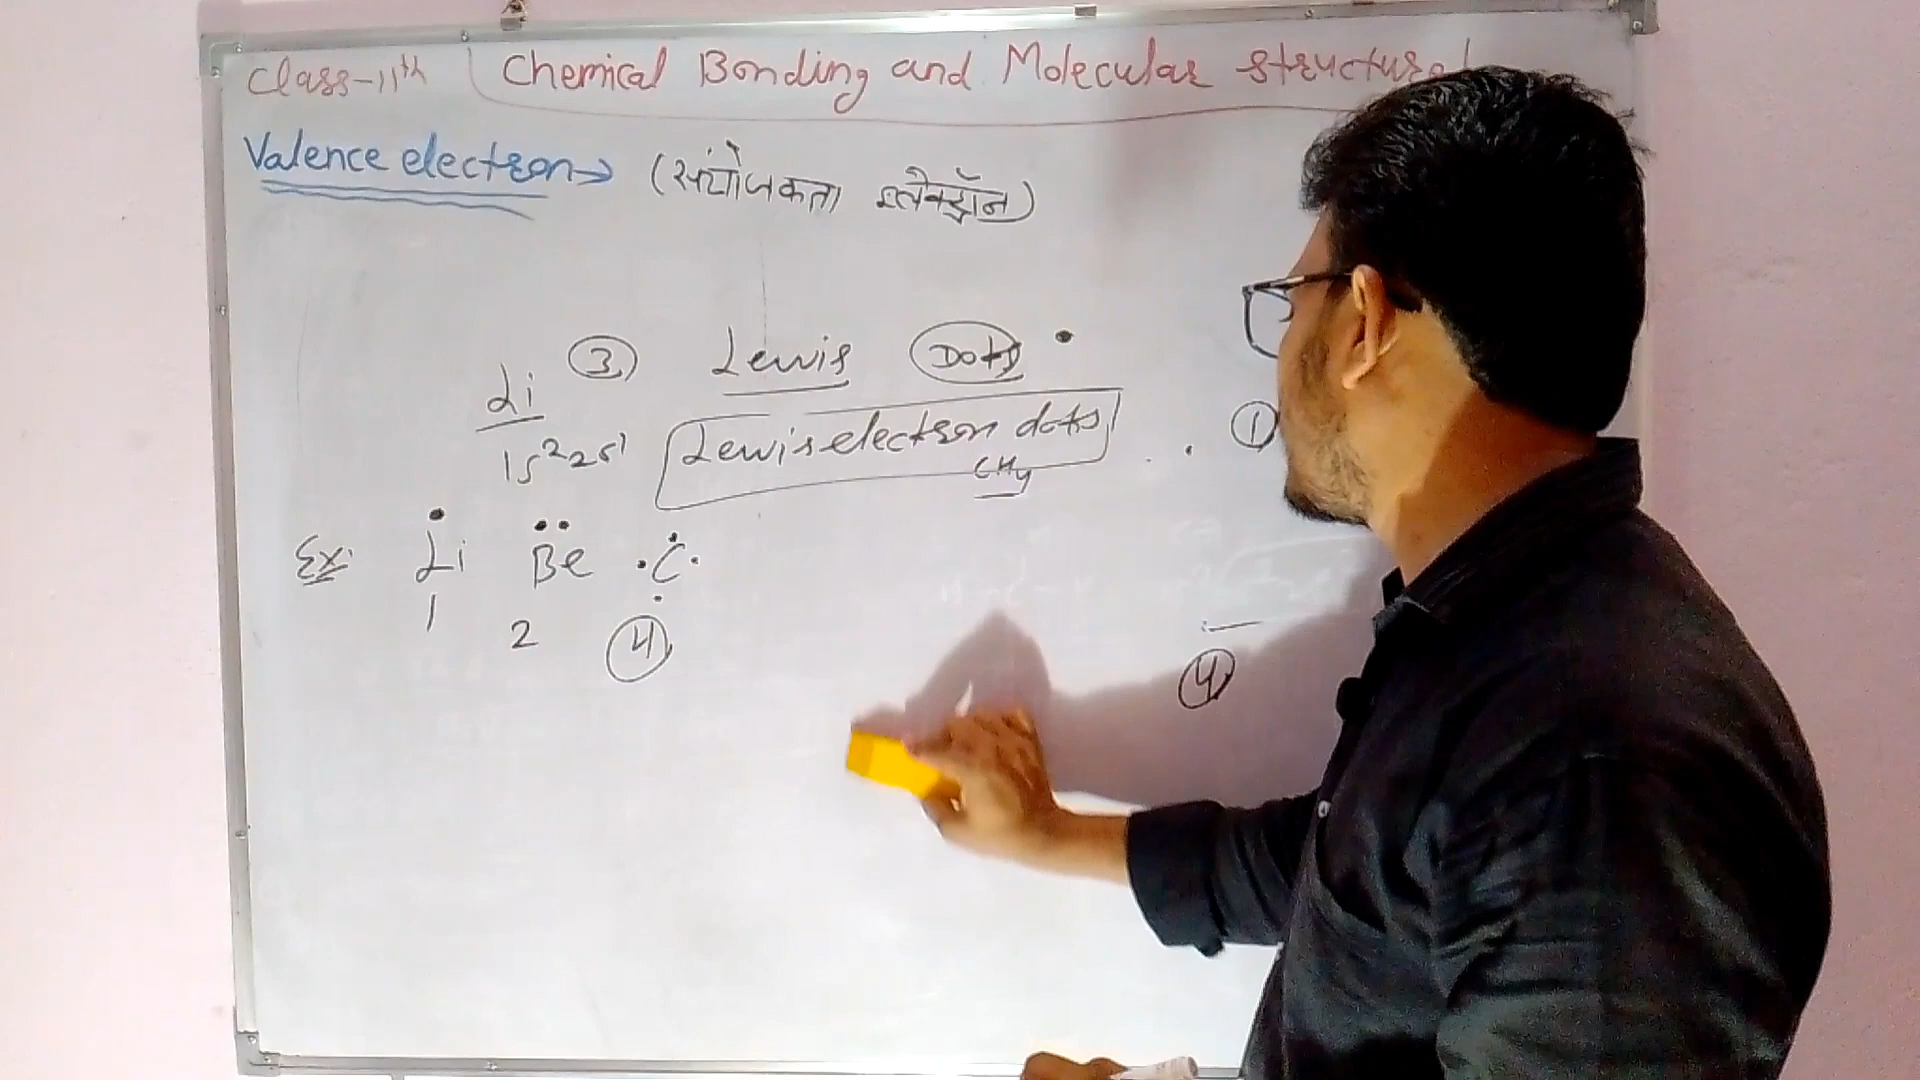 Class-11th Chemical Bonding and Molecular structure
Valence electron→ (संयोजकता इलेक्ट्रॉन)
Li 3 Lewis Dots
1s²2s¹ Lewis electron dots 1
CH4
Ex: Li Be C
1 2 4 4